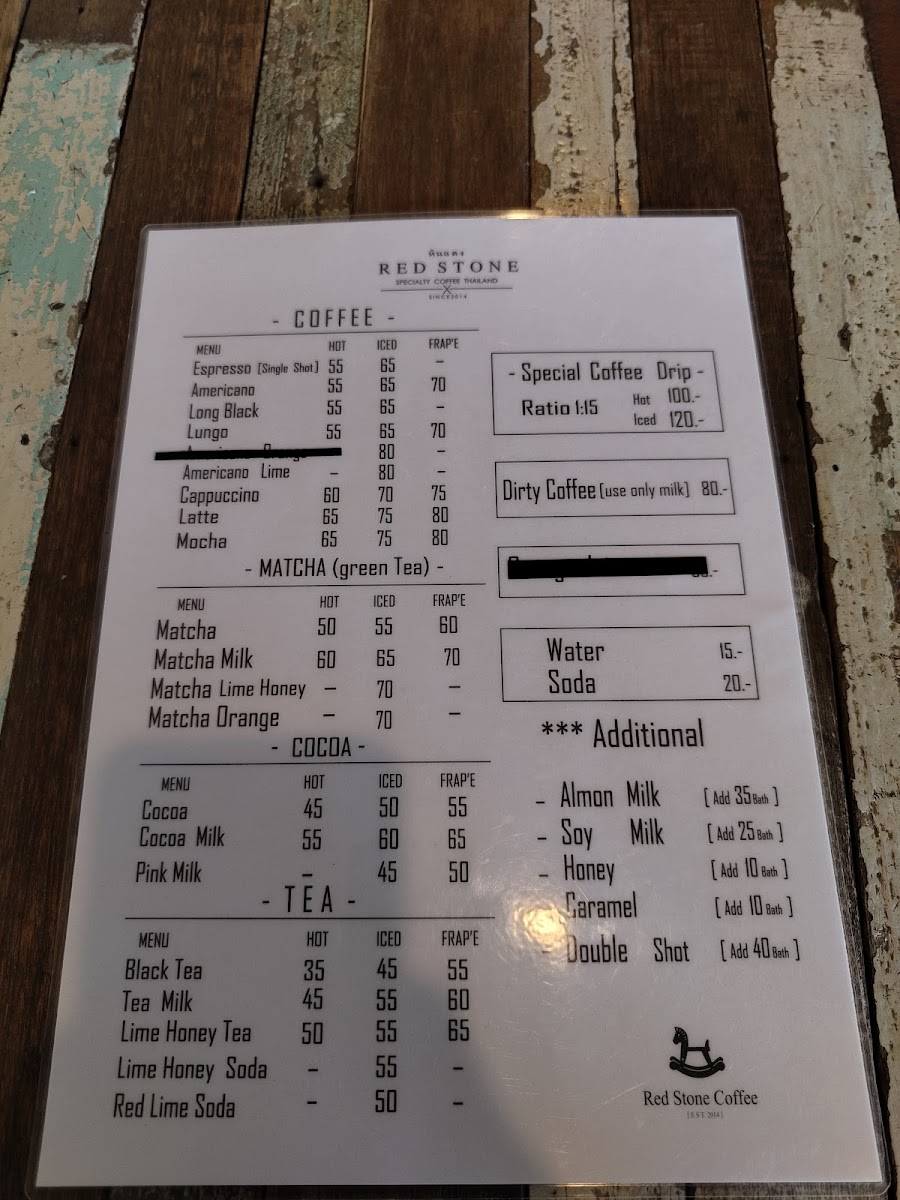 หินแดง
RED STONE
SPECIALTY COFFEE THAILAND
SINCE2014
- COFFEE -
MENU HOT ICED FRAP'E
Espresso [Single Shot] 55 65 –
Americano 55 65 70
Long Black 55 65 –
Lungo 55 65 70
80 –
Americano Lime – 80 –
Cappuccino 60 70 75
Latte 65 75 80
Mocha 65 75 80
- MATCHA (green Tea) -
MENU HOT ICED FRAP'E
Matcha 50 55 60
Matcha Milk 60 65 70
Matcha Lime Honey – 70 –
Matcha Orange – 70 –
- COCOA -
MENU HOT ICED FRAP'E
Cocoa 45 50 55
Cocoa Milk 55 60 65
Pink Milk – 45 50
- TEA -
MENU HOT ICED FRAP'E
Black Tea 35 45 55
Tea Milk 45 55 60
Lime Honey Tea 50 55 65
Lime Honey Soda – 55 –
Red Lime Soda – 50 –
- Special Coffee Drip -
Ratio 1:15 Hot 100.-
Iced 120.-
Dirty Coffee [use only milk] 80.-
Water 15.-
Soda 20.-
*** Additional
– Almon Milk [ Add 35 Bath ]
– Soy Milk [ Add 25 Bath ]
– Honey [ Add 10 Bath ]
Caramel [ Add 10 Bath ]
– Double Shot [ Add 40 Bath ]
Red Stone Coffee
[ EST 2014 ]